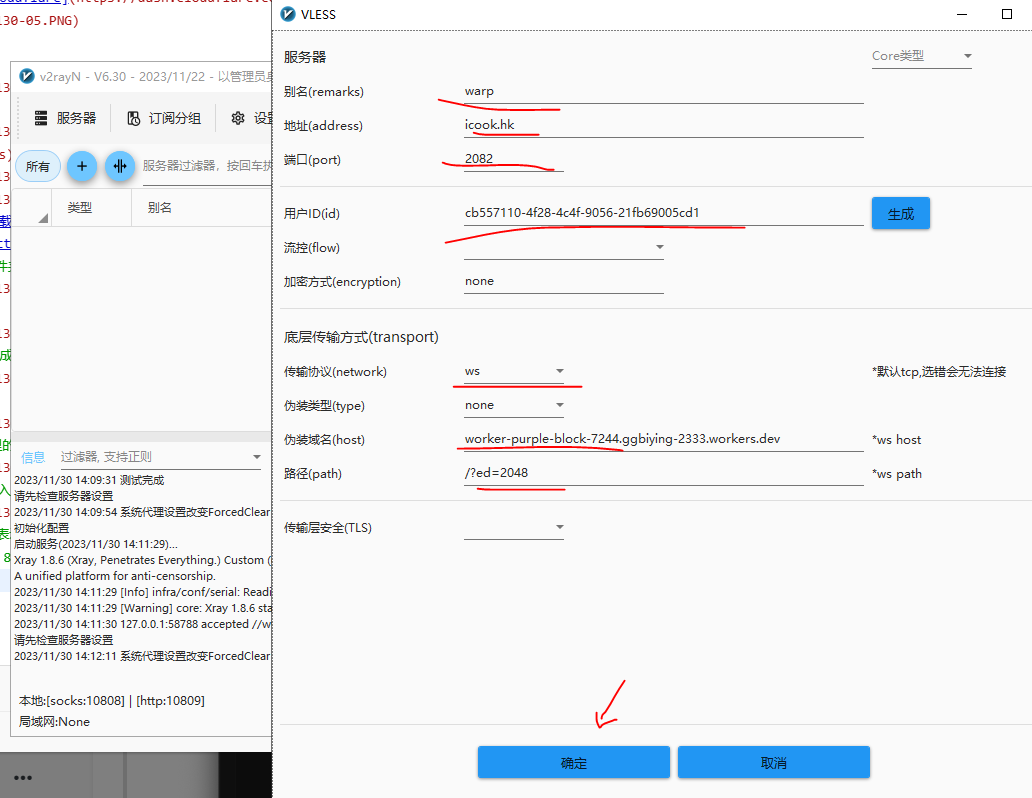 130-05.PNG)
v2rayN - V6.30 - 2023/11/22 - 以管理员
服务器
订阅分组
设置
所有
服务器过滤器，按回车执
类型
别名
信息
过滤器, 支持正则
2023/11/30 14:09:31 测试完成
请先检查服务器设置
2023/11/30 14:09:54 系统代理设置改变ForcedClear
初始化配置
启动服务(2023/11/30 14:11:29)...
Xray 1.8.6 (Xray, Penetrates Everything.) Custom (
A unified platform for anti-censorship.
2023/11/30 14:11:29 [Info] infra/conf/serial: Readi
2023/11/30 14:11:29 [Warning] core: Xray 1.8.6 sta
2023/11/30 14:11:30 127.0.0.1:58788 accepted //w
请先检查服务器设置
2023/11/30 14:12:11 系统代理设置改变ForcedClear
本地:[socks:10808] | [http:10809]
局域网:None
VLESS
服务器
Core类型
别名(remarks) warp
地址(address) icook.hk
端口(port) 2082
用户ID(id) cb557110-4f28-4c4f-9056-21fb69005cd1 生成
流控(flow)
加密方式(encryption) none
底层传输方式(transport)
传输协议(network) ws *默认tcp,选错会无法连接
伪装类型(type) none
伪装域名(host) worker-purple-block-7244.ggbiying-2333.workers.dev *ws host
路径(path) /?ed=2048 *ws path
传输层安全(TLS)
确定 取消